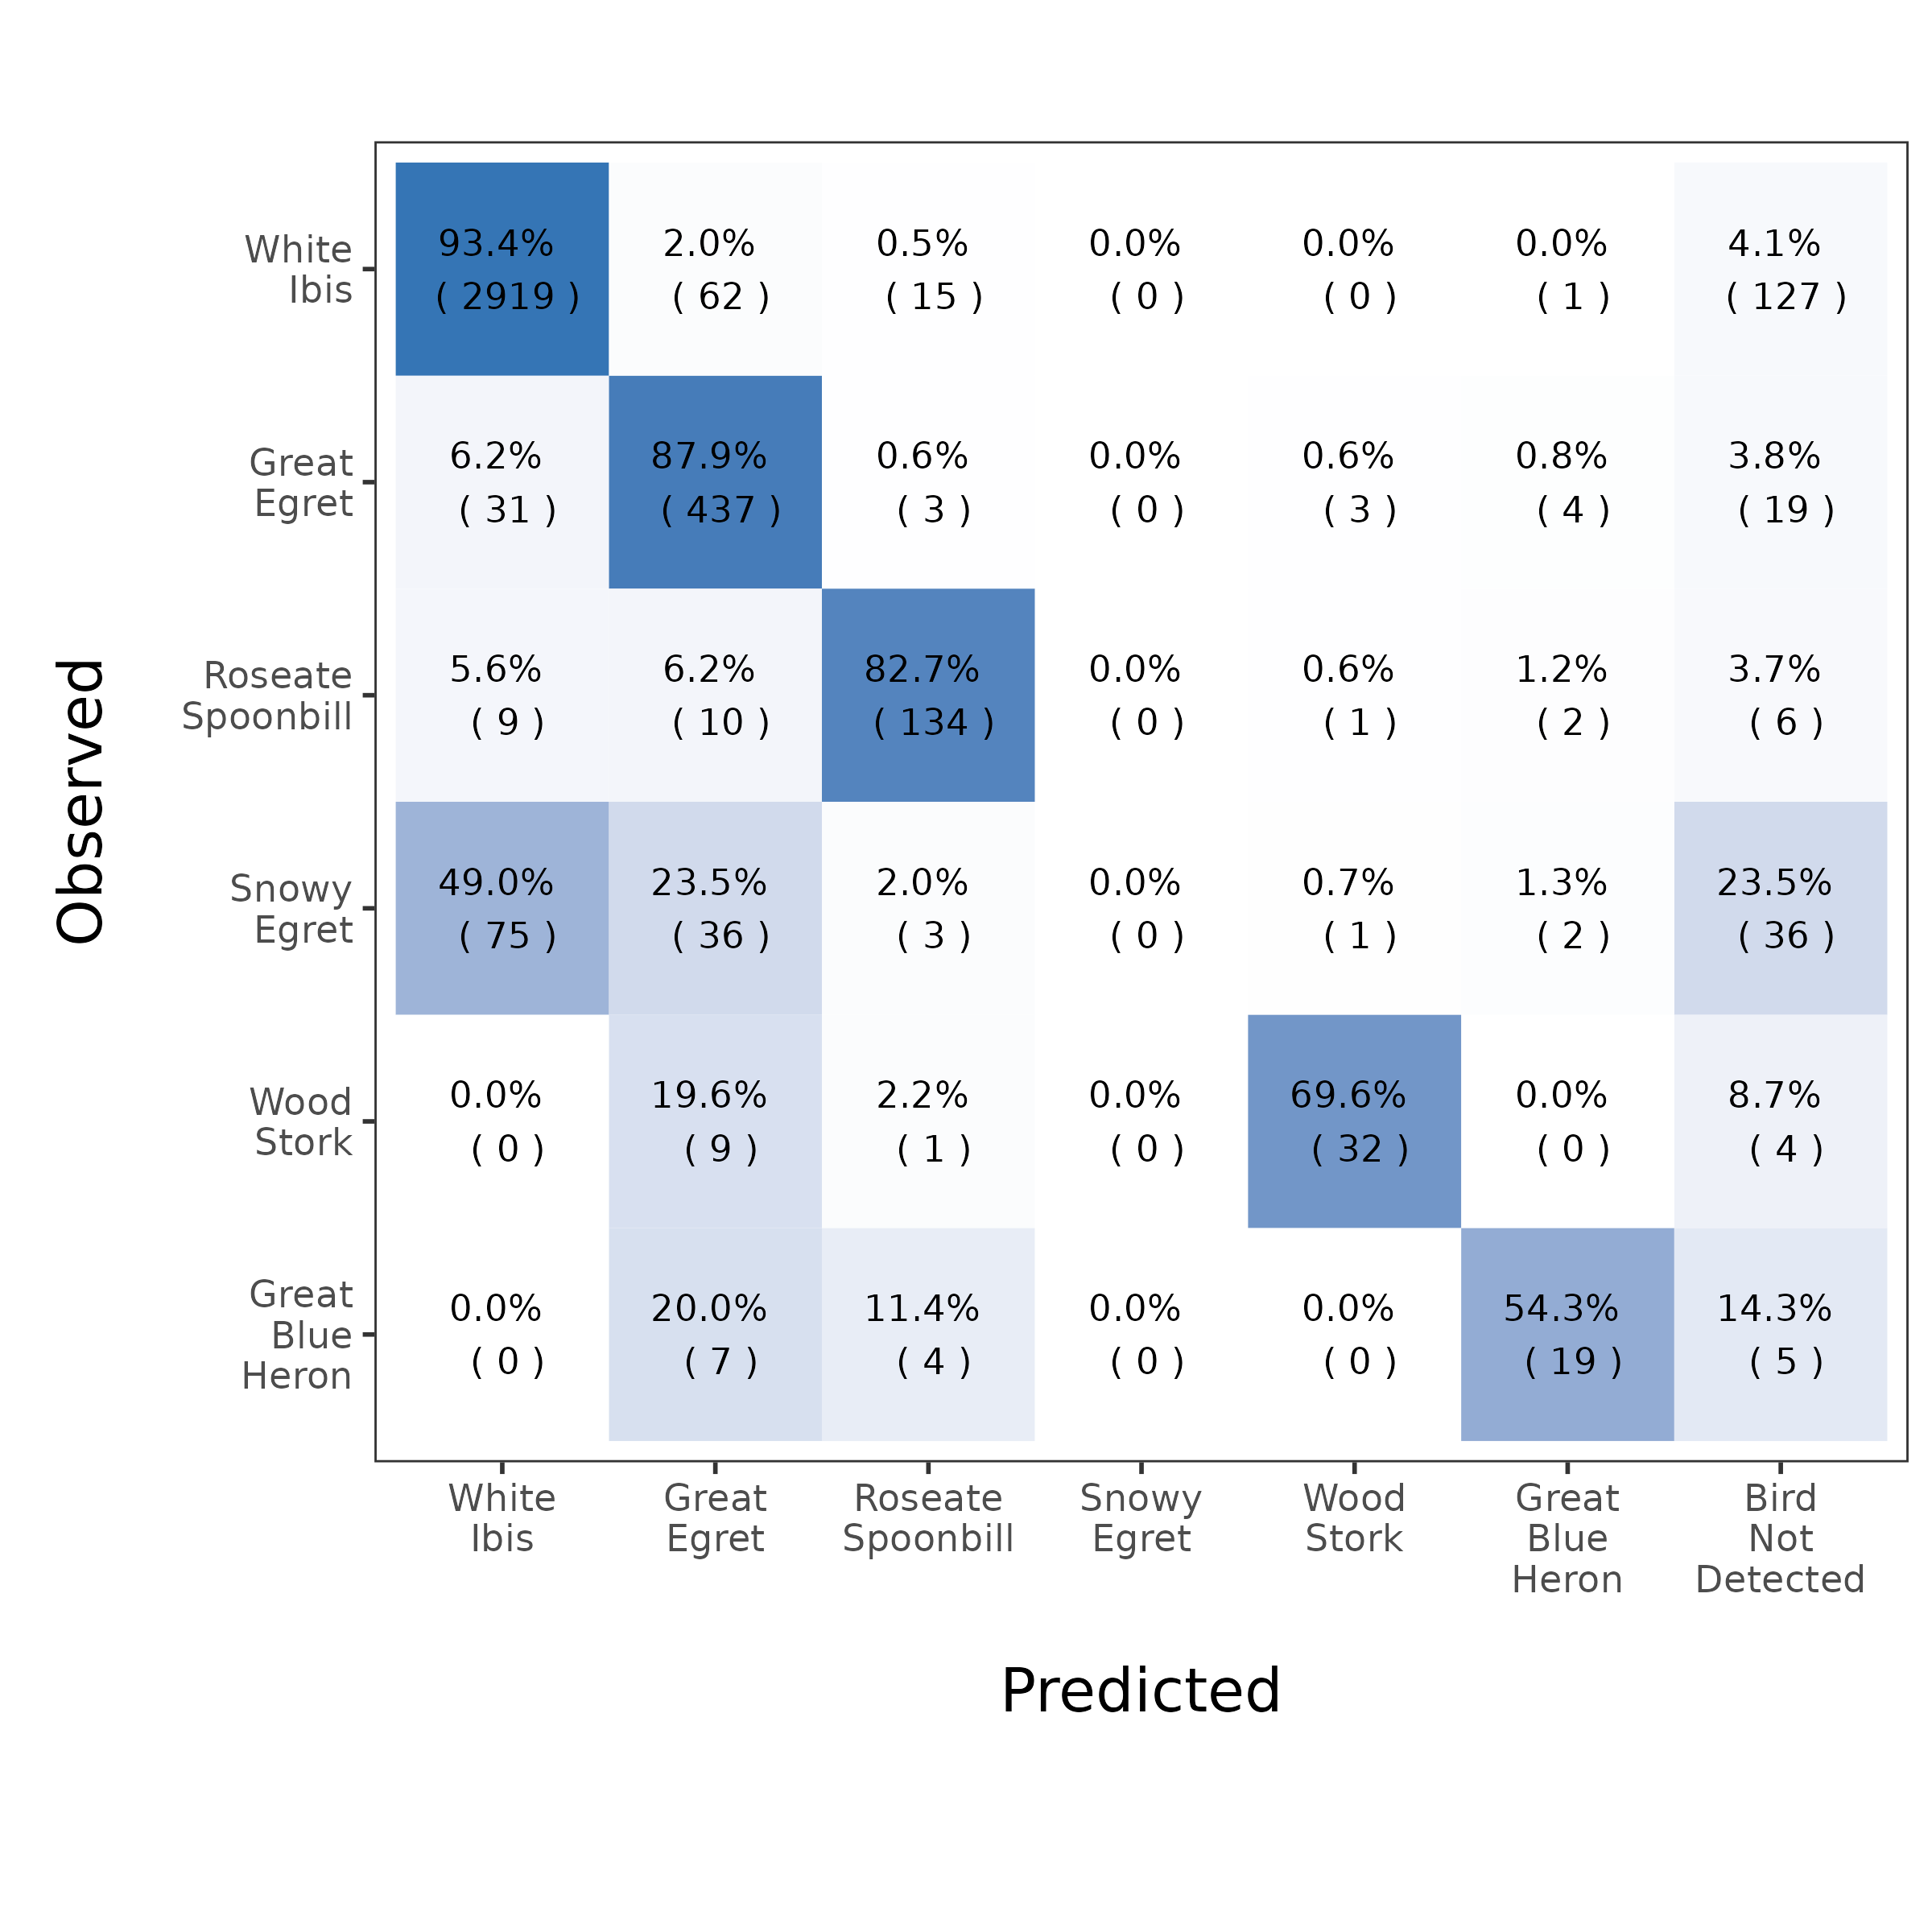 Observed
White
Ibis
93.4% 2.0% 0.5% 0.0% 0.0% 0.0% 4.1%
( 2919 ) ( 62 ) ( 15 ) ( 0 ) ( 0 ) ( 1 ) ( 127 )
Great
Egret
6.2% 87.9% 0.6% 0.0% 0.6% 0.8% 3.8%
( 31 ) ( 437 ) ( 3 ) ( 0 ) ( 3 ) ( 4 ) ( 19 )
Roseate
Spoonbill
5.6% 6.2% 82.7% 0.0% 0.6% 1.2% 3.7%
( 9 ) ( 10 ) ( 134 ) ( 0 ) ( 1 ) ( 2 ) ( 6 )
Snowy
Egret
49.0% 23.5% 2.0% 0.0% 0.7% 1.3% 23.5%
( 75 ) ( 36 ) ( 3 ) ( 0 ) ( 1 ) ( 2 ) ( 36 )
Wood
Stork
0.0% 19.6% 2.2% 0.0% 69.6% 0.0% 8.7%
( 0 ) ( 9 ) ( 1 ) ( 0 ) ( 32 ) ( 0 ) ( 4 )
Great
Blue
Heron
0.0% 20.0% 11.4% 0.0% 0.0% 54.3% 14.3%
( 0 ) ( 7 ) ( 4 ) ( 0 ) ( 0 ) ( 19 ) ( 5 )
White
Ibis
Great
Egret
Roseate
Spoonbill
Snowy
Egret
Wood
Stork
Great
Blue
Heron
Bird
Not
Detected
Predicted